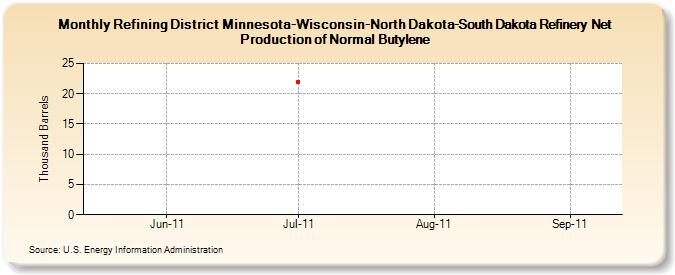 Monthly Refining District Minnesota-Wisconsin-North Dakota-South Dakota Refinery Net
Production of Normal Butylene
Thousand Barrels
25
20
15
10
5
0
Jun-11
Jul-11
Aug-11
Sep-11
Source: U.S. Energy Information Administration